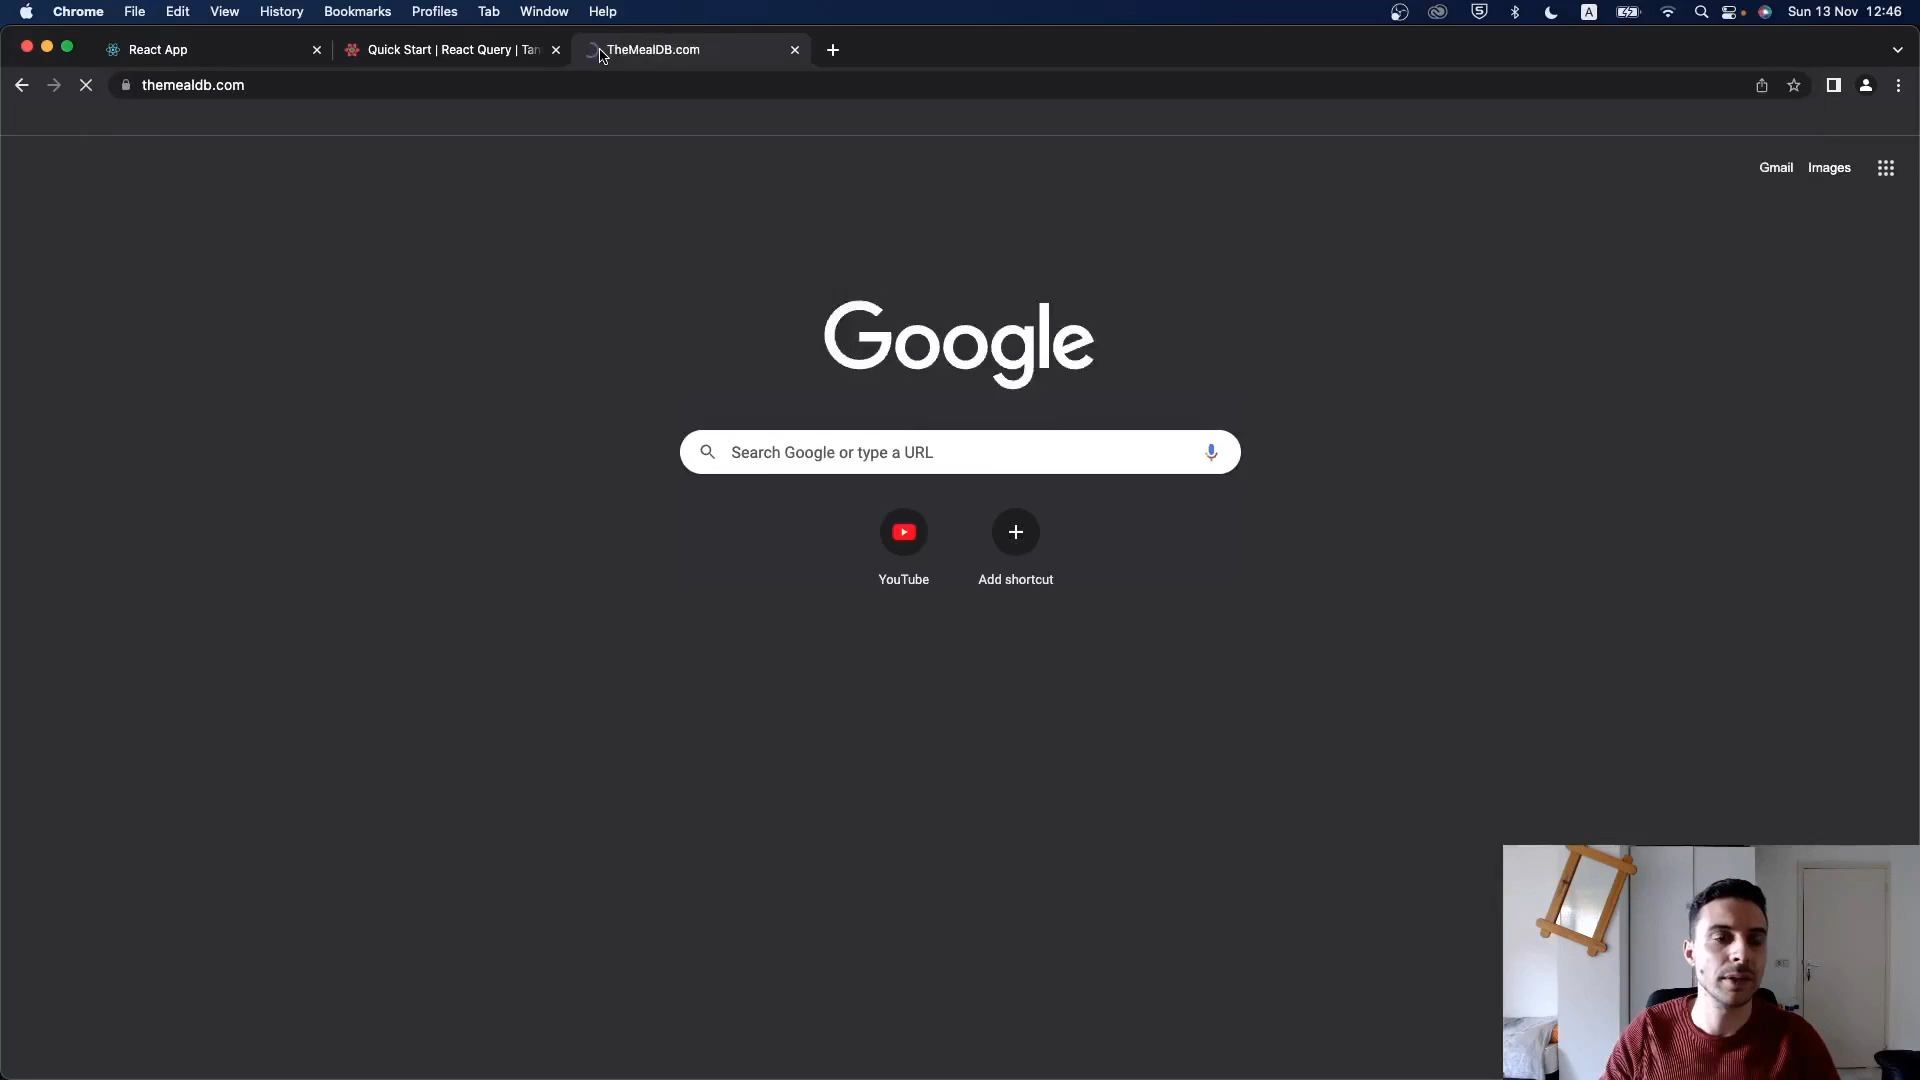 Chrome File Edit View History Bookmarks Profiles Tab Window Help
5 A Sun 13 Nov 12:46
React App
Quick Start | React Query | Tan
TheMealDB.com
themealdb.com
Gmail Images
Google
Search Google or type a URL
YouTube
Add shortcut